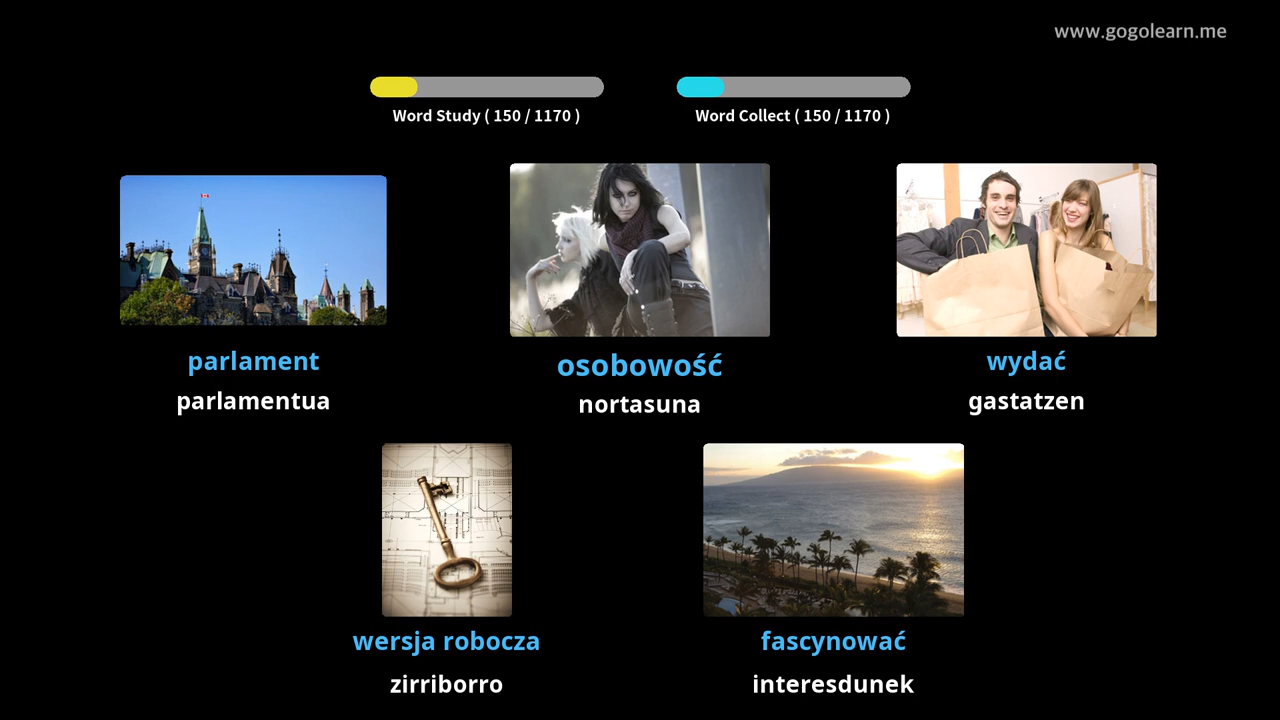 www.gogolearn.me
Word Study ( 150 / 1170 )
Word Collect ( 150 / 1170 )
parlament
osobowość
wydać
parlamentua
nortasuna
gastatzen
wersja robocza
fascynować
zirriborro
interesdunek